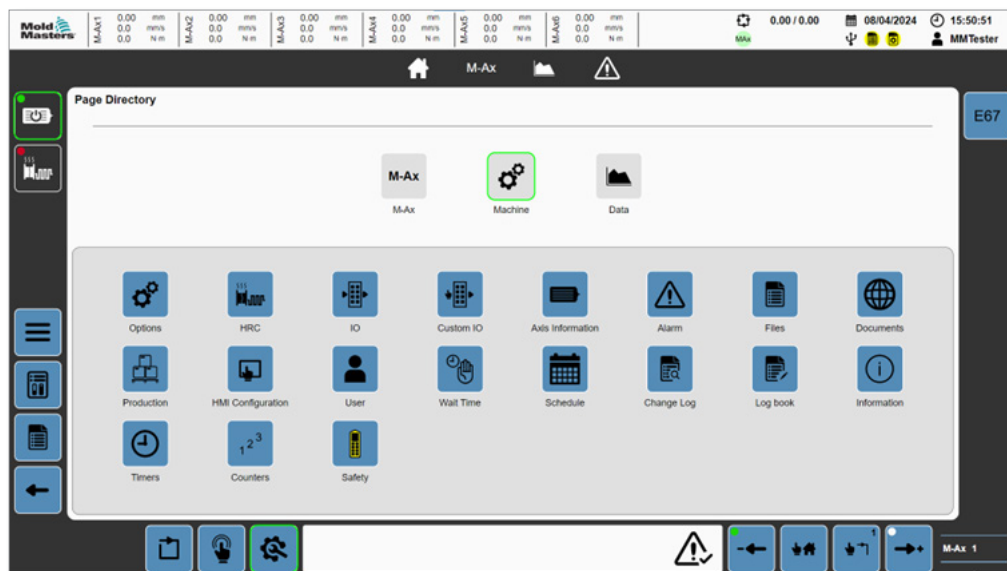 Mold
Masters
M-Ax1 0.00 mm
0.0 mm/s
0.0 N m
M-Ax2 0.00 mm
0.0 mm/s
0.0 N m
M-Ax3 0.00 mm
0.0 mm/s
0.0 N m
M-Ax4 0.00 mm
0.0 mm/s
0.0 N m
M-Ax5 0.00 mm
0.0 mm/s
0.0 N m
M-Ax6 0.00 mm
0.0 mm/s
0.0 N m
0.00 / 0.00
08/04/2024
15:50:51
MAx
MMTester
M-Ax
Page Directory
E67
M-Ax
M-Ax
Machine
Data
Options
HRC
IO
Custom IO
Axis Information
Alarm
Files
Documents
Production
HMI Configuration
User
Wait Time
Schedule
Change Log
Log book
Information
1 2 3
Timers
Counters
Safety
1
M-Ax 1